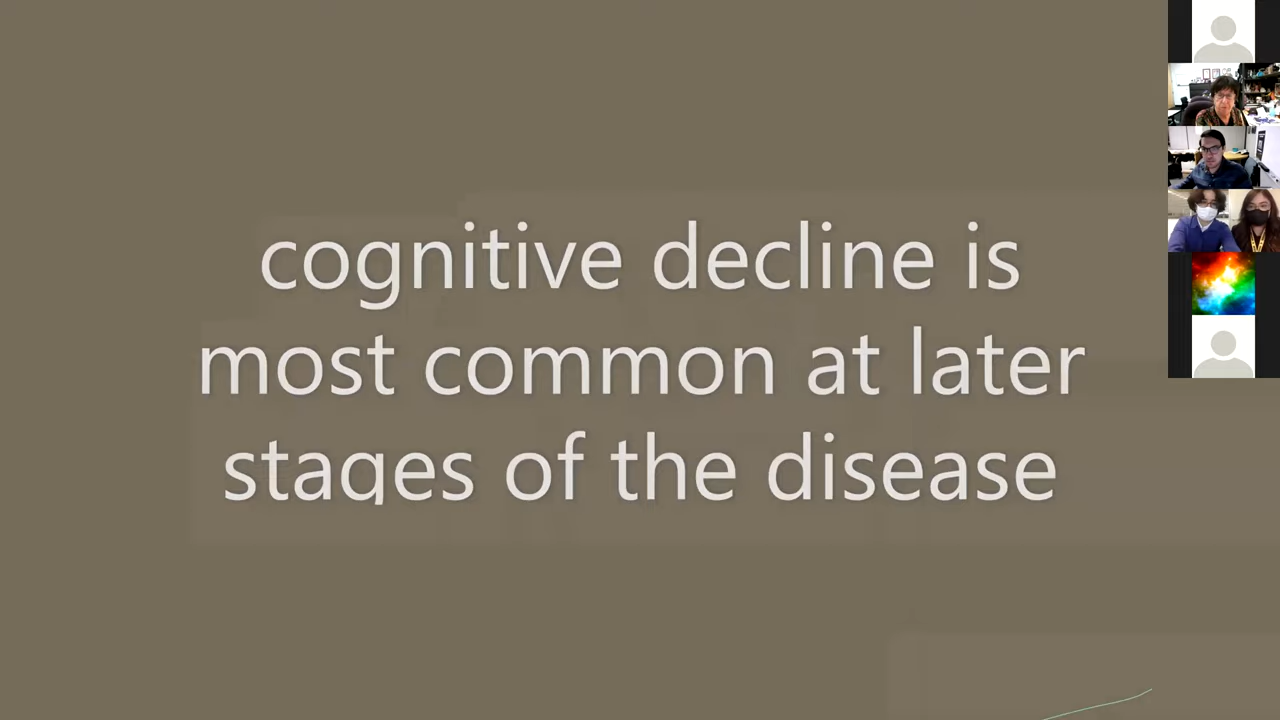 cognitive decline is
most common at later
stages of the disease